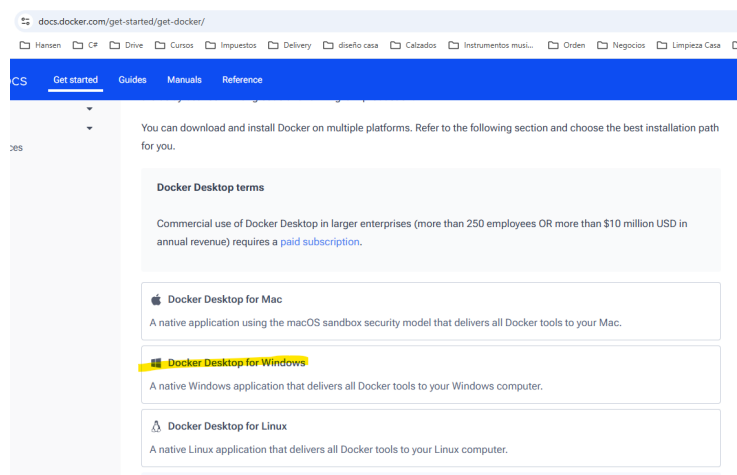 docs.docker.com/get-started/get-docker/
Hansen C# Drive Cursos Impuestos Delivery diseño casa Calzados Instrumentos musi... Orden Negocios Limpieza Casa
CS Get started Guides Manuals Reference
You can download and install Docker on multiple platforms. Refer to the following section and choose the best installation path
for you.
ces
Docker Desktop terms
Commercial use of Docker Desktop in larger enterprises (more than 250 employees OR more than $10 million USD in
annual revenue) requires a paid subscription.
Docker Desktop for Mac
A native application using the macOS sandbox security model that delivers all Docker tools to your Mac.
Docker Desktop for Windows
A native Windows application that delivers all Docker tools to your Windows computer.
Docker Desktop for Linux
A native Linux application that delivers all Docker tools to your Linux computer.